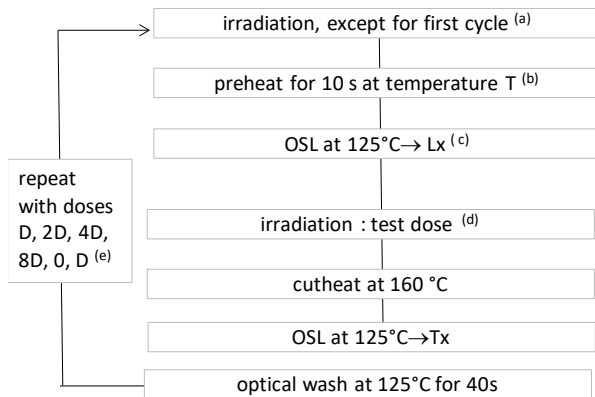 irradiation, except for first cycle (a)
preheat for 10 s at temperature T (b)
OSL at 125°C→ Lx (c)
repeat
with doses
D, 2D, 4D,
8D, 0, D (e)
irradiation : test dose (d)
cutheat at 160 °C
OSL at 125°C→Tx
optical wash at 125°C for 40s